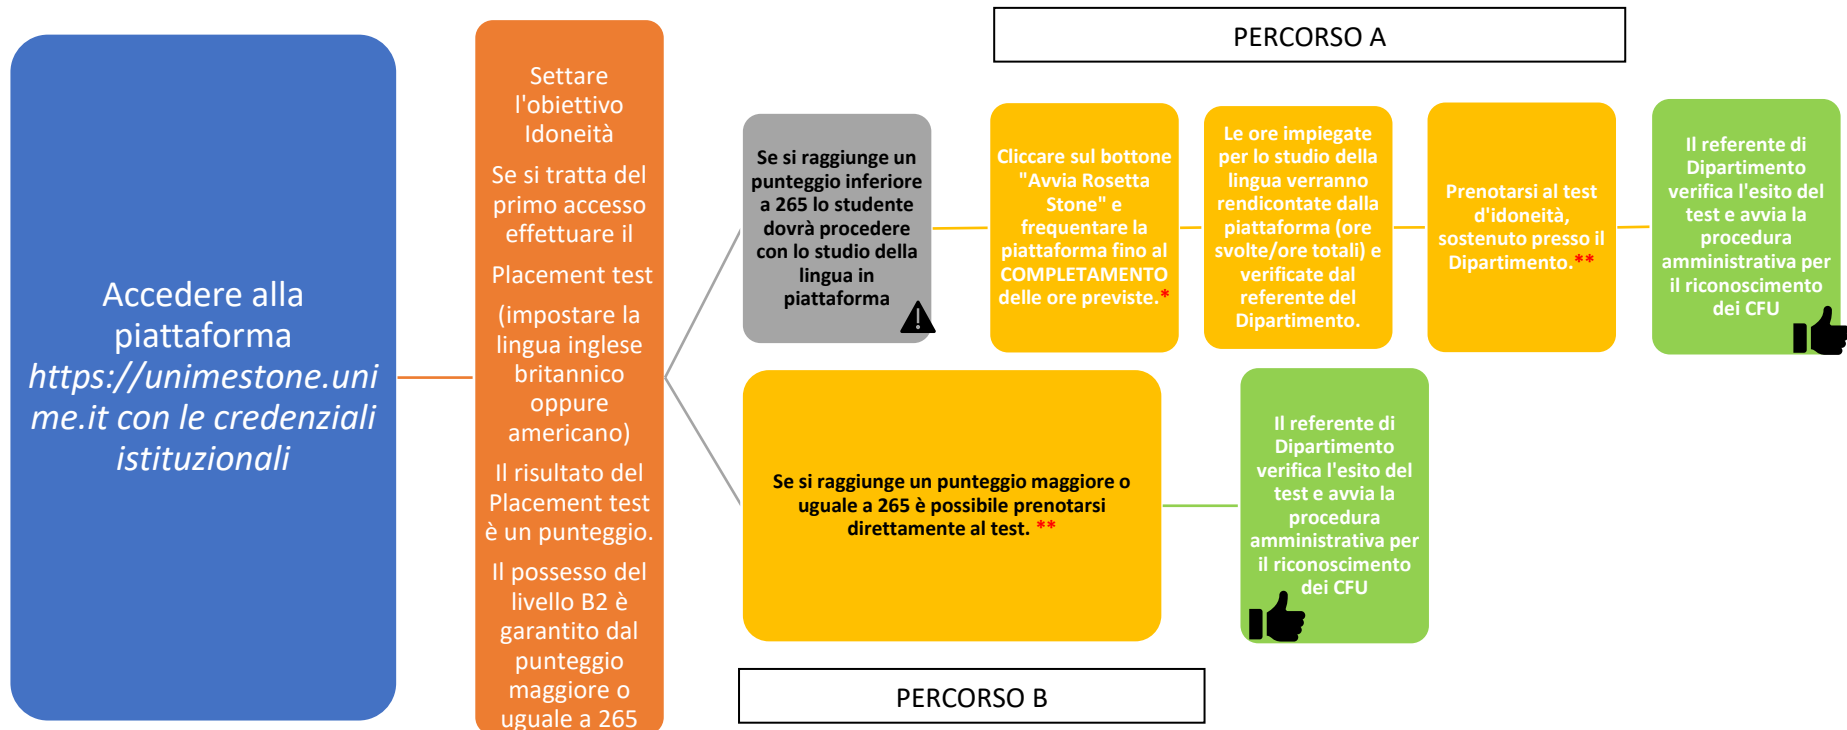 Accedere alla
piattaforma
https://unimestone.uni
me.it con le credenziali
istituzionali
Settare
l'obiettivo
Idoneità
Se si tratta del
primo accesso
effettuare il
Placement test
(impostare la
lingua inglese
britannico
oppure
americano)
Il risultato del
Placement test
è un punteggio.
Il possesso del
livello B2 è
garantito dal
punteggio
maggiore o
uguale a 265
PERCORSO A
Se si raggiunge un
punteggio inferiore
a 265 lo studente
dovrà procedere
con lo studio della
lingua in
piattaforma
Cliccare sul bottone
"Avvia Rosetta
Stone" e
frequentare la
piattaforma fino al
COMPLETAMENTO
delle ore previste.*
Le ore impiegate
per lo studio della
lingua verranno
rendicontate dalla
piattaforma (ore
svolte/ore totali) e
verificate dal
referente del
Dipartimento.
Prenotarsi al test
d'idoneità,
sostenuto presso il
Dipartimento.**
Il referente di
Dipartimento
verifica l'esito del
test e avvia la
procedura
amministrativa per
il riconoscimento
dei CFU
Se si raggiunge un punteggio maggiore o
uguale a 265 è possibile prenotarsi
direttamente al test. **
Il referente di
Dipartimento
verifica l'esito del
test e avvia la
procedura
amministrativa per
il riconoscimento
dei CFU
PERCORSO B